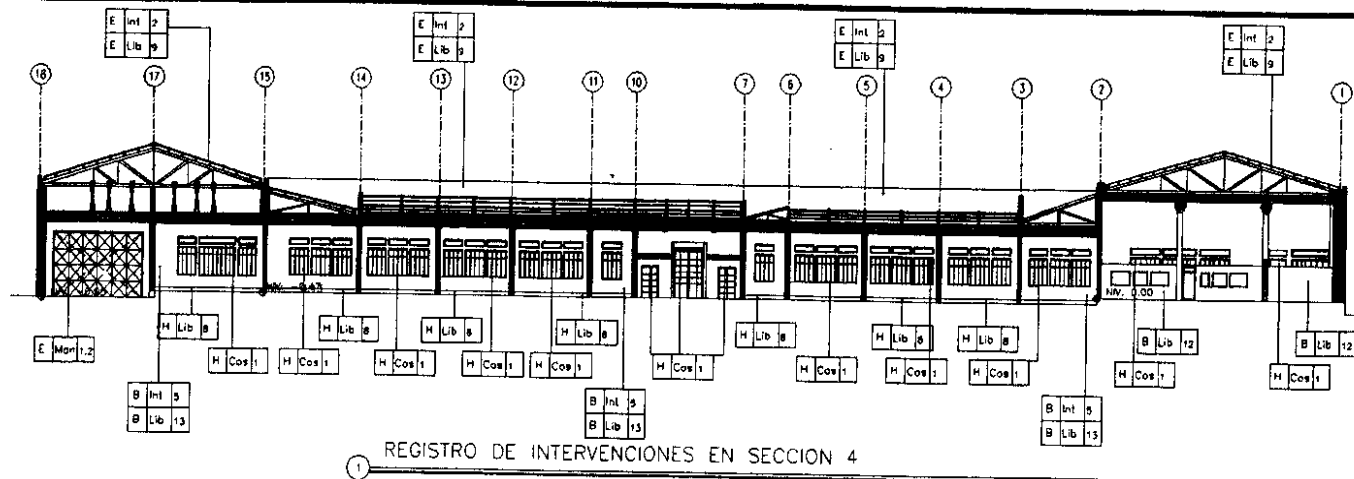 E Int 2
E Lib 9
E Int 2
E Lib 9
E Int 2
E Lib 9
E Int 2
E Lib 9
18
17
15
14
13
12
11
10
7
6
5
4
3
2
1
NIV. 0.00
H Lib 8
H Lib 8
H Lib 8
H Lib 8
H Lib 8
H Lib 8
H Lib 8
B Lib 12
B Lib 12
E Man 1,2
H Cos 1
H Cos 1
H Cos 1
H Cos 1
H Cos 1
H Cos 1
H Cos 1
H Cos 1
H Cos 1
H Cos 1
H Cos 1
B Int 5
B Lib 13
B Int 5
B Lib 13
B Int 5
B Lib 13
REGISTRO DE INTERVENCIONES EN SECCION 4
1